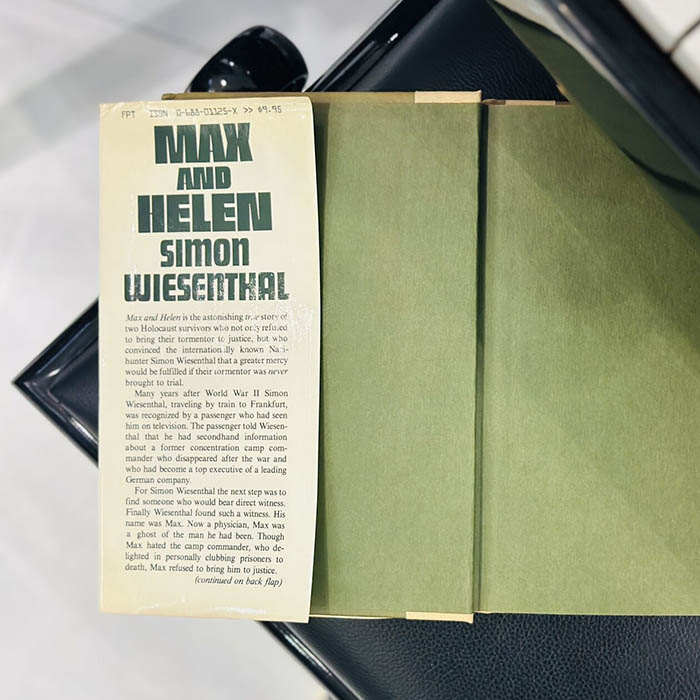 FPT ISBN 0-688-01125-X >> $9.95
MAX
AND
HELEN
SIMON
WIESENTHAL
Max and Helen is the astonishing true story of
two Holocaust survivors who not only refused
to bring their tormentor to justice, but who
convinced the internationally known Nazi-
hunter Simon Wiesenthal that a greater mercy
would be fulfilled if their tormentor was never
brought to trial.
Many years after World War II Simon
Wiesenthal, traveling by train to Frankfurt,
was recognized by a passenger who had seen
him on television. The passenger told Wiesen-
thal that he had secondhand information
about a former concentration camp com-
mander who disappeared after the war and
who had become a top executive of a leading
German company.
For Simon Wiesenthal the next step was to
find someone who would bear direct witness.
Finally Wiesenthal found such a witness. His
name was Max. Now a physician, Max was
a ghost of the man he had been. Though
Max hated the camp commander, who de-
lighted in personally clubbing prisoners to
death, Max refused to bring him to justice.
(continued on back flap)